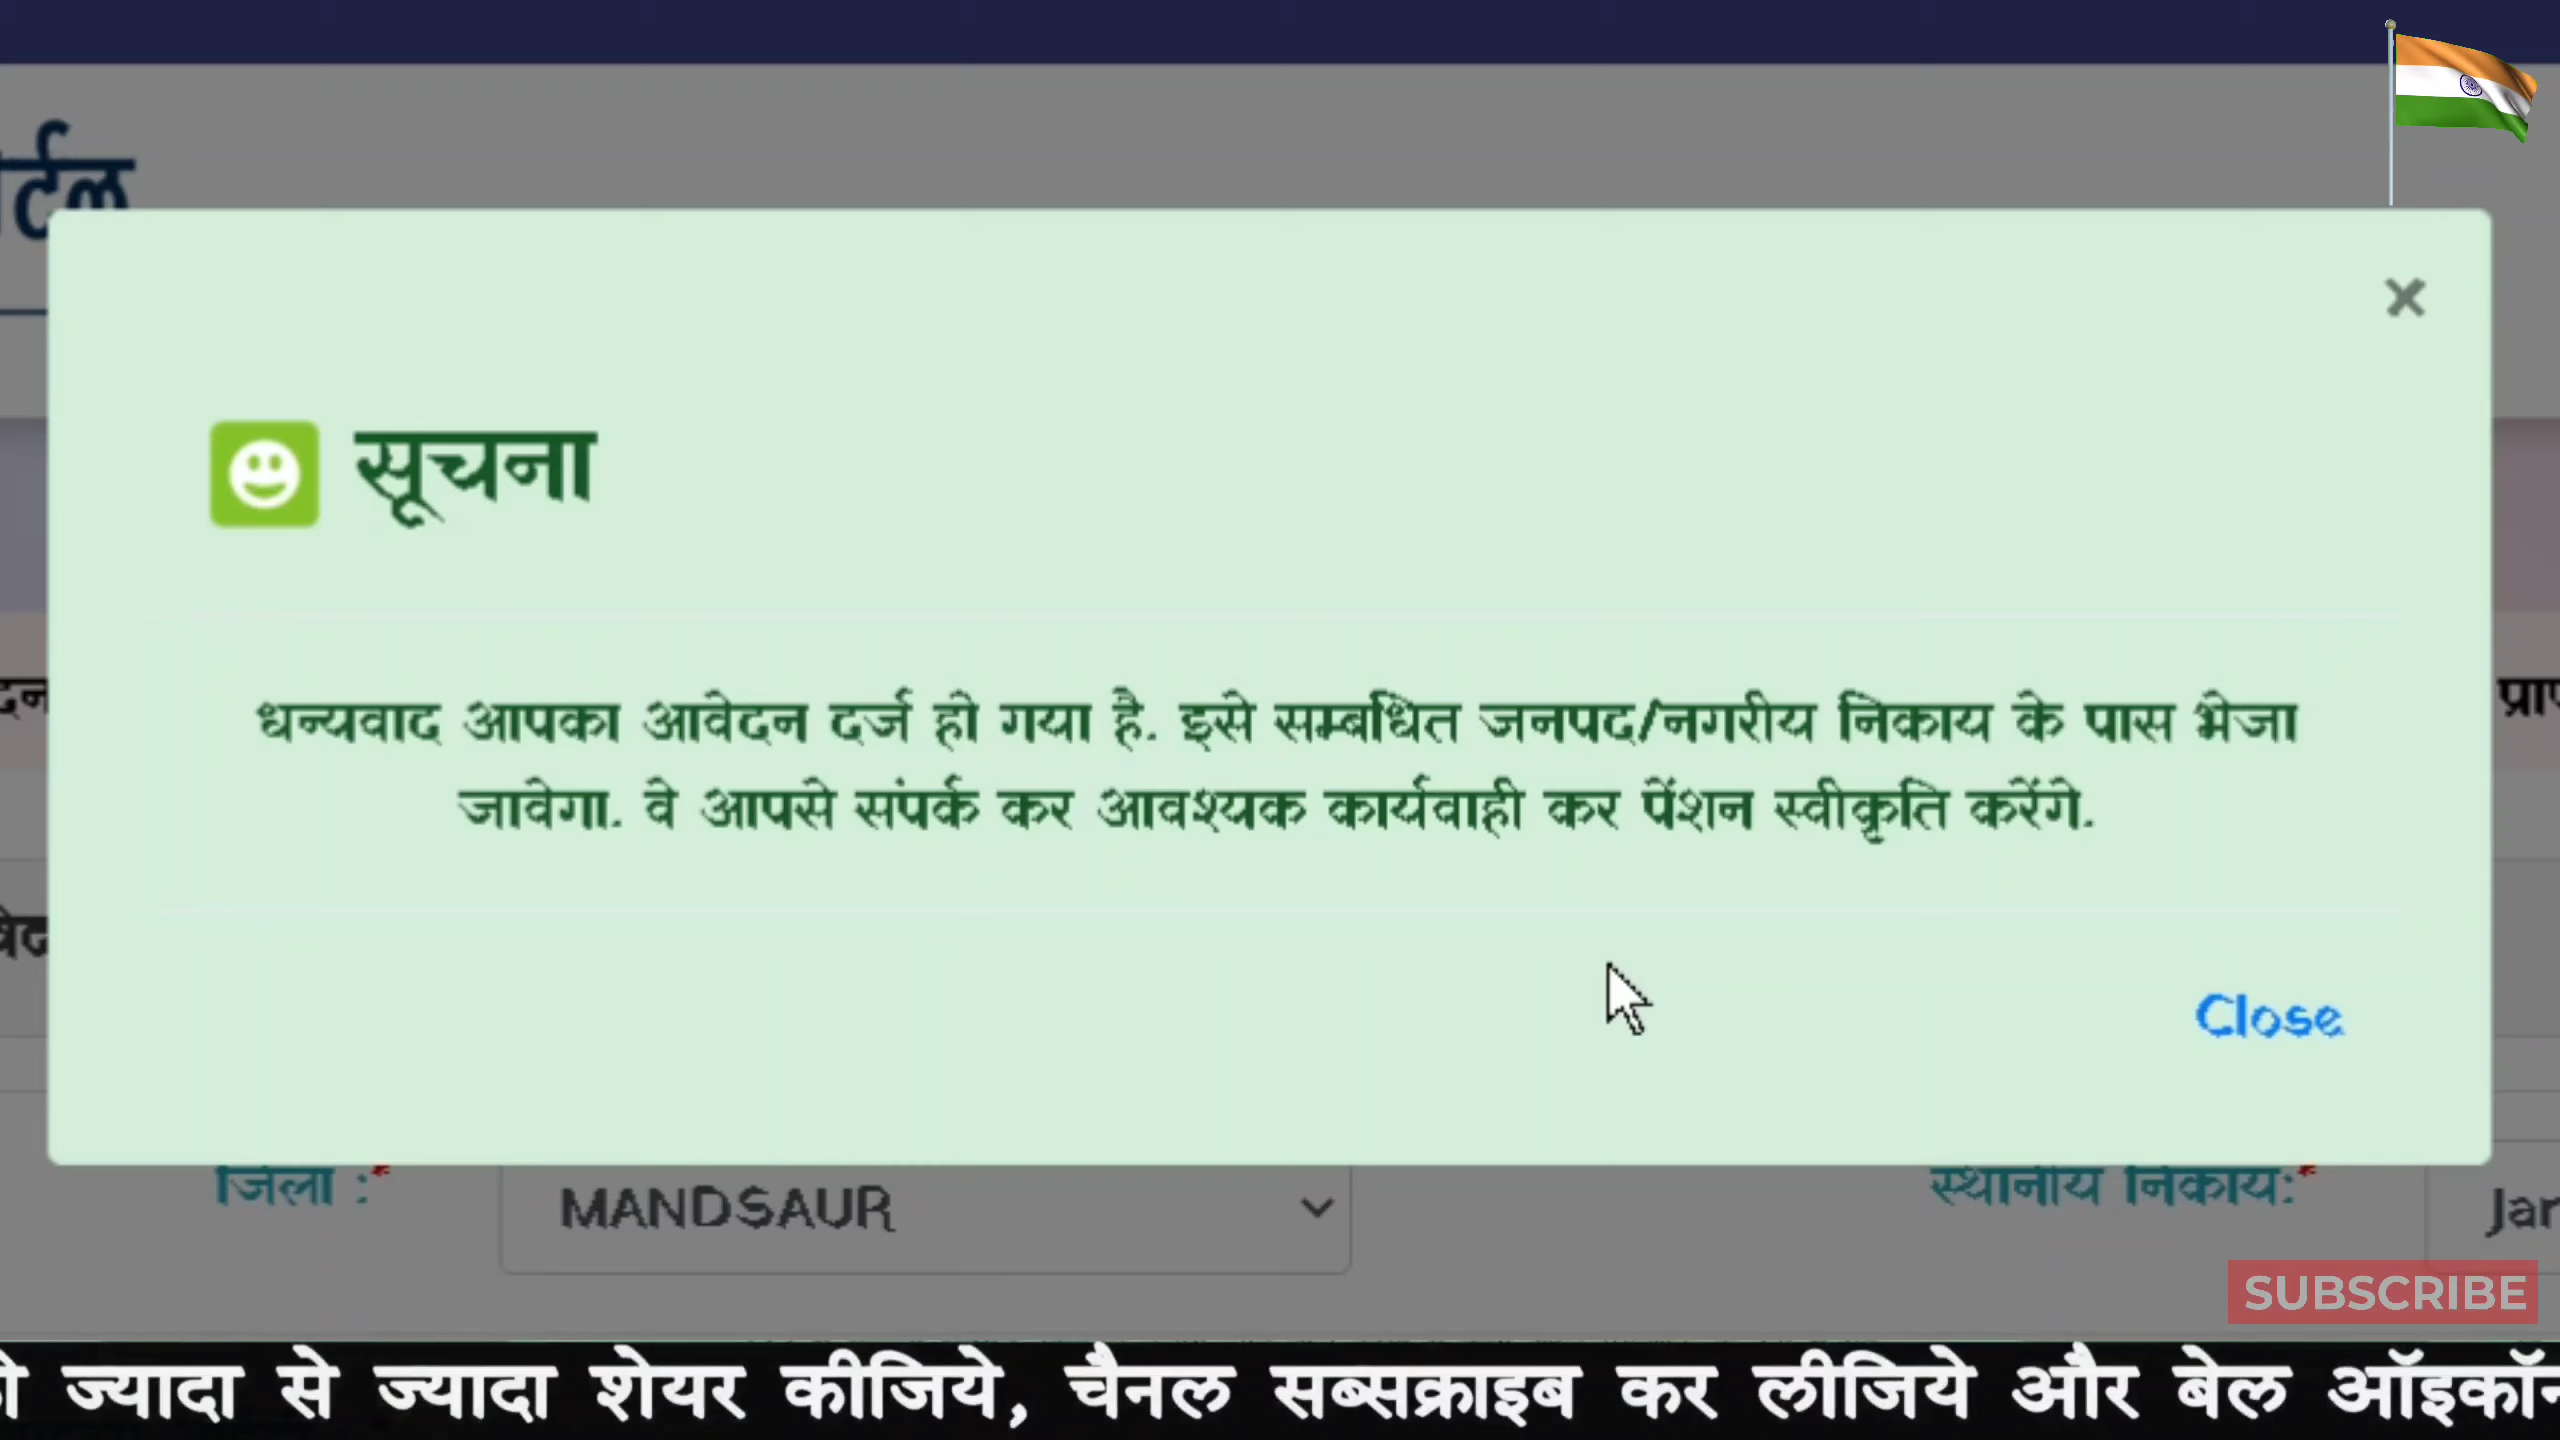 सूचना
धन्यवाद आपका आवेदन दर्ज हो गया है. इसे सम्बधित जनपद/नगरीय निकाय के पास भेजा
जावेगा. वे आपसे संपर्क कर आवश्यक कार्यवाही कर पेंशन स्वीकृति करेंगे.
Close
जिला :* MANDSAUR स्थानीय निकाय:*
SUBSCRIBE
ज्यादा से ज्यादा शेयर कीजिये, चैनल सब्सक्राइब कर लीजिये और बेल ऑइकॉन